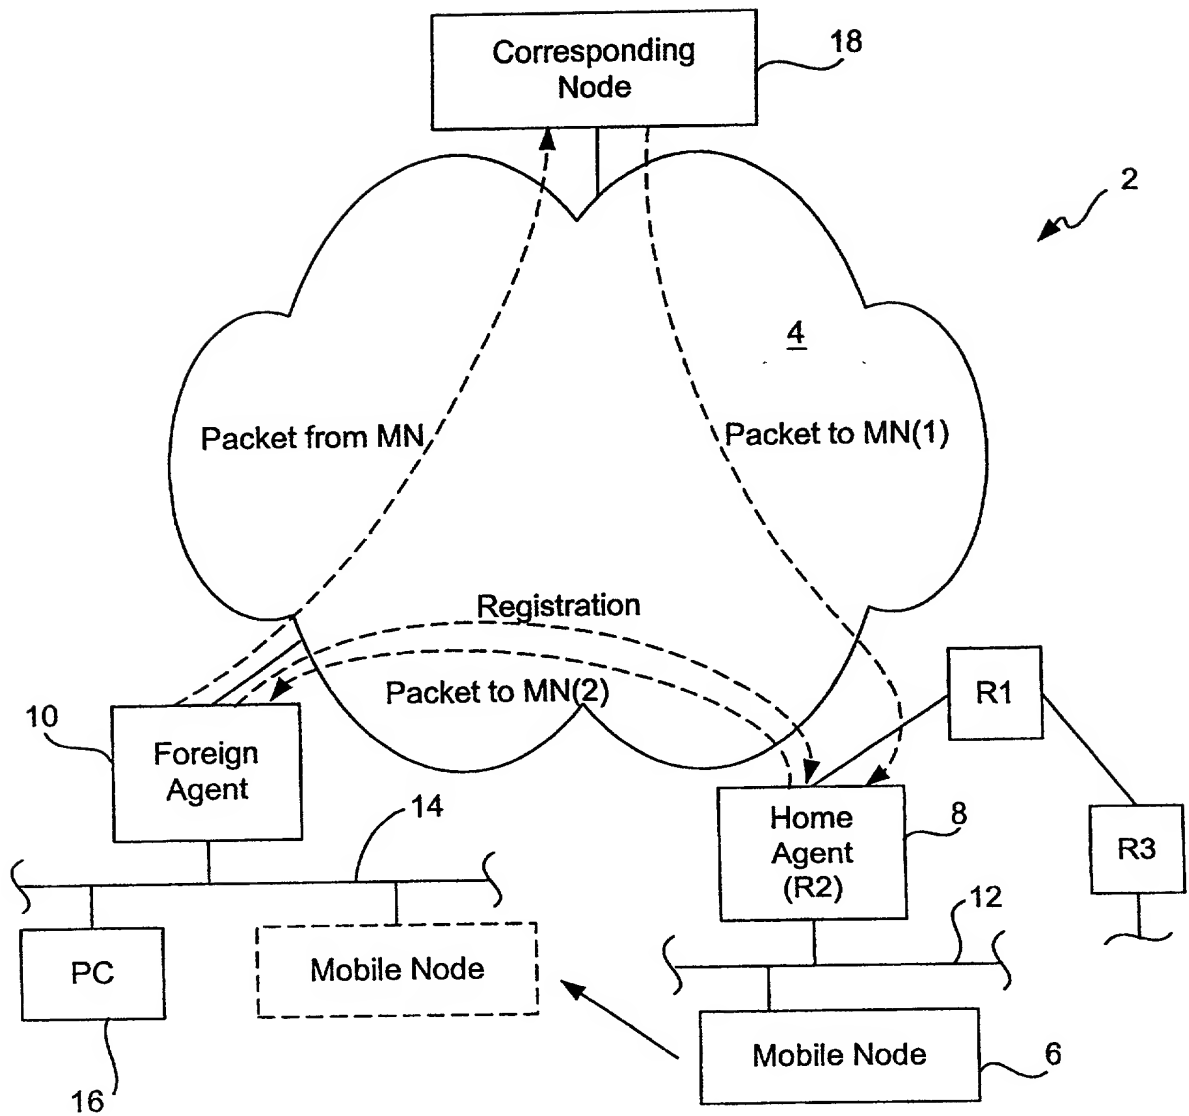 Corresponding
Node
18
2
4
Packet from MN
Packet to MN(1)
Registration
Packet to MN(2)
R1
10
Foreign
Agent
14
Home
Agent
(R2)
8
R3
12
PC
Mobile Node
Mobile Node
6
16